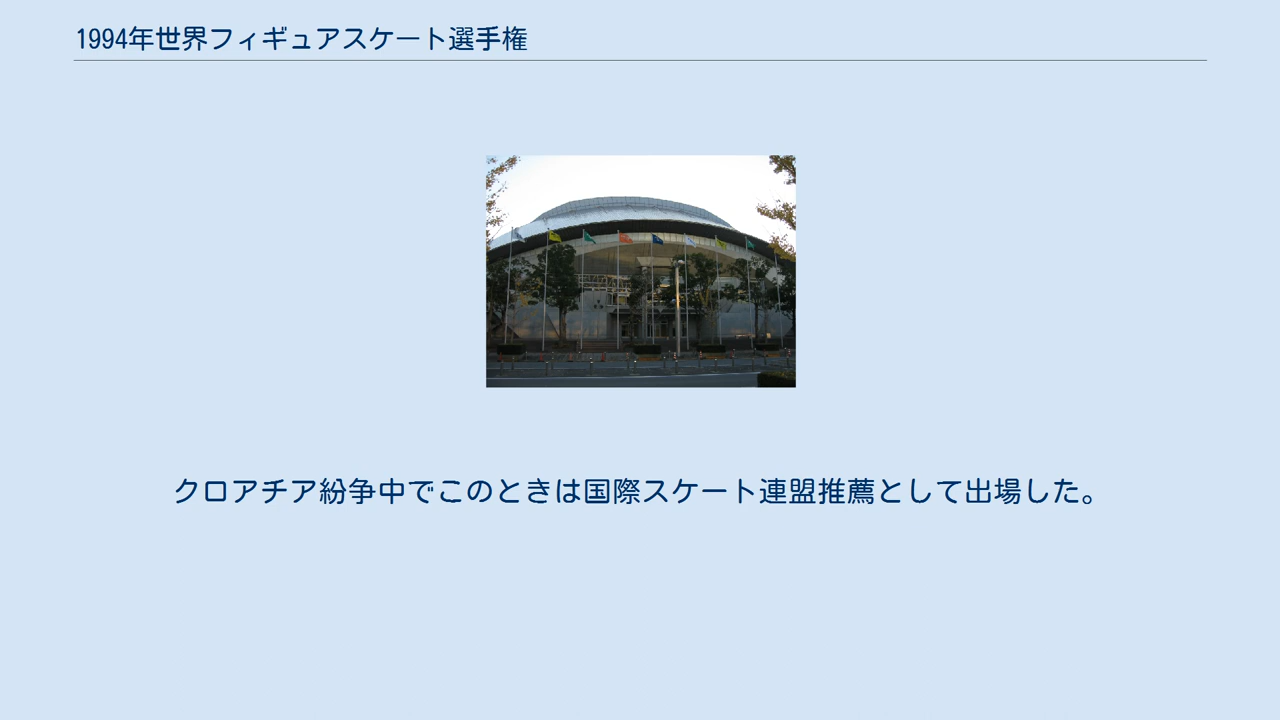 1994年世界フィギュアスケート選手権
クロアチア紛争中でこのときは国際スケート連盟推薦として出場した。